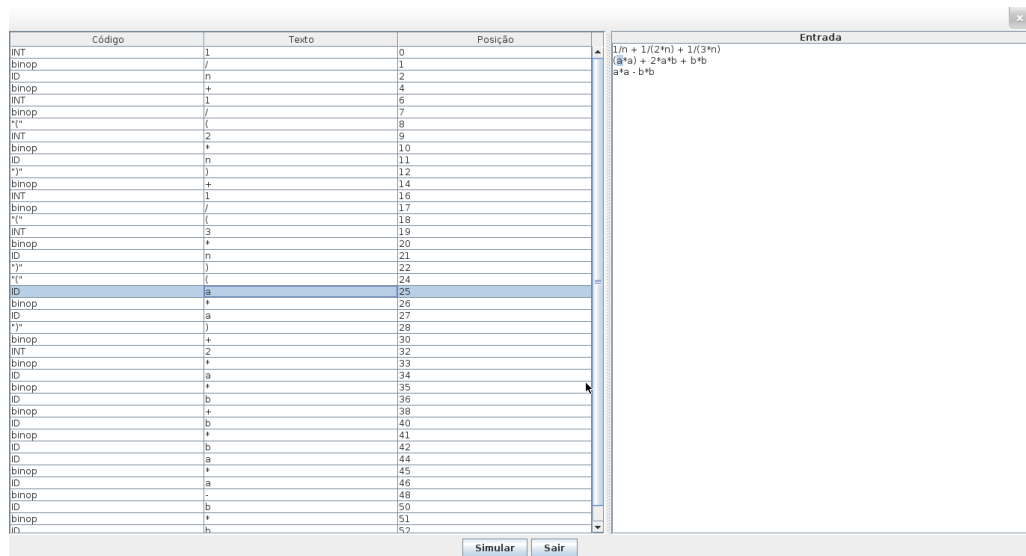 Código Texto Posição
INT 1 0
binop / 1
ID n 2
binop + 4
INT 1 6
binop / 7
"(" ( 8
INT 2 9
binop * 10
ID n 11
")" ) 12
binop + 14
INT 1 16
binop / 17
"(" ( 18
INT 3 19
binop * 20
ID n 21
")" ) 22
"(" ( 24
ID a 25
binop * 26
ID a 27
")" ) 28
binop + 30
INT 2 32
binop * 33
ID a 34
binop * 35
ID b 36
binop + 38
ID b 40
binop * 41
ID b 42
ID a 44
binop * 45
ID a 46
binop - 48
ID b 50
binop * 51
ID b 52
Entrada
1/n + 1/(2*n) + 1/(3*n)
(a*a) + 2*a*b + b*b
a*a - b*b
Simular Sair